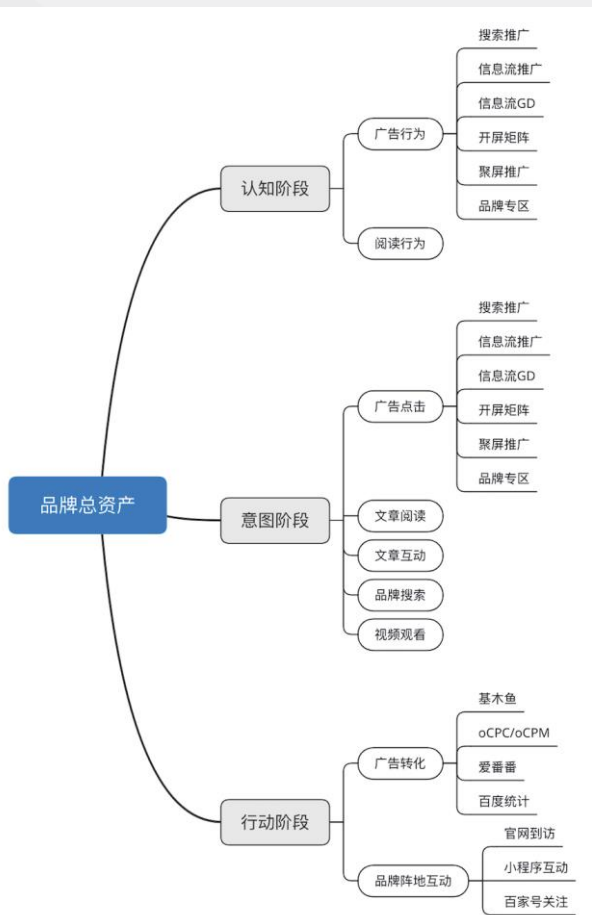 品牌总资产
认知阶段
广告行为
搜索推广
信息流推广
信息流GD
开屏矩阵
聚屏推广
品牌专区
阅读行为
意图阶段
广告点击
搜索推广
信息流推广
信息流GD
开屏矩阵
聚屏推广
品牌专区
文章阅读
文章互动
品牌搜索
视频观看
行动阶段
广告转化
基木鱼
oCPC/oCPM
爱番番
百度统计
品牌阵地互动
官网到访
小程序互动
百家号关注